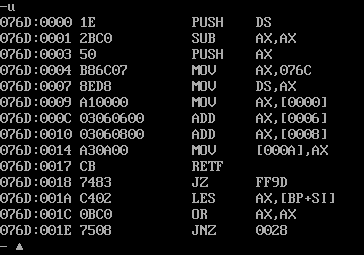 -u
076D:0000 1E            PUSH    DS
076D:0001 2BC0          SUB     AX,AX
076D:0003 50            PUSH    AX
076D:0004 B86C07        MOV     AX,076C
076D:0007 8ED8          MOV     DS,AX
076D:0009 A10000        MOV     AX,[0000]
076D:000C 03060600      ADD     AX,[0006]
076D:0010 03060800      ADD     AX,[0008]
076D:0014 A30A00        MOV     [000A],AX
076D:0017 CB            RETF
076D:0018 7483          JZ      FF9D
076D:001A C402          LES     AX,[BP+SI]
076D:001C 0BC0          OR      AX,AX
076D:001E 7508          JNZ     0028
-